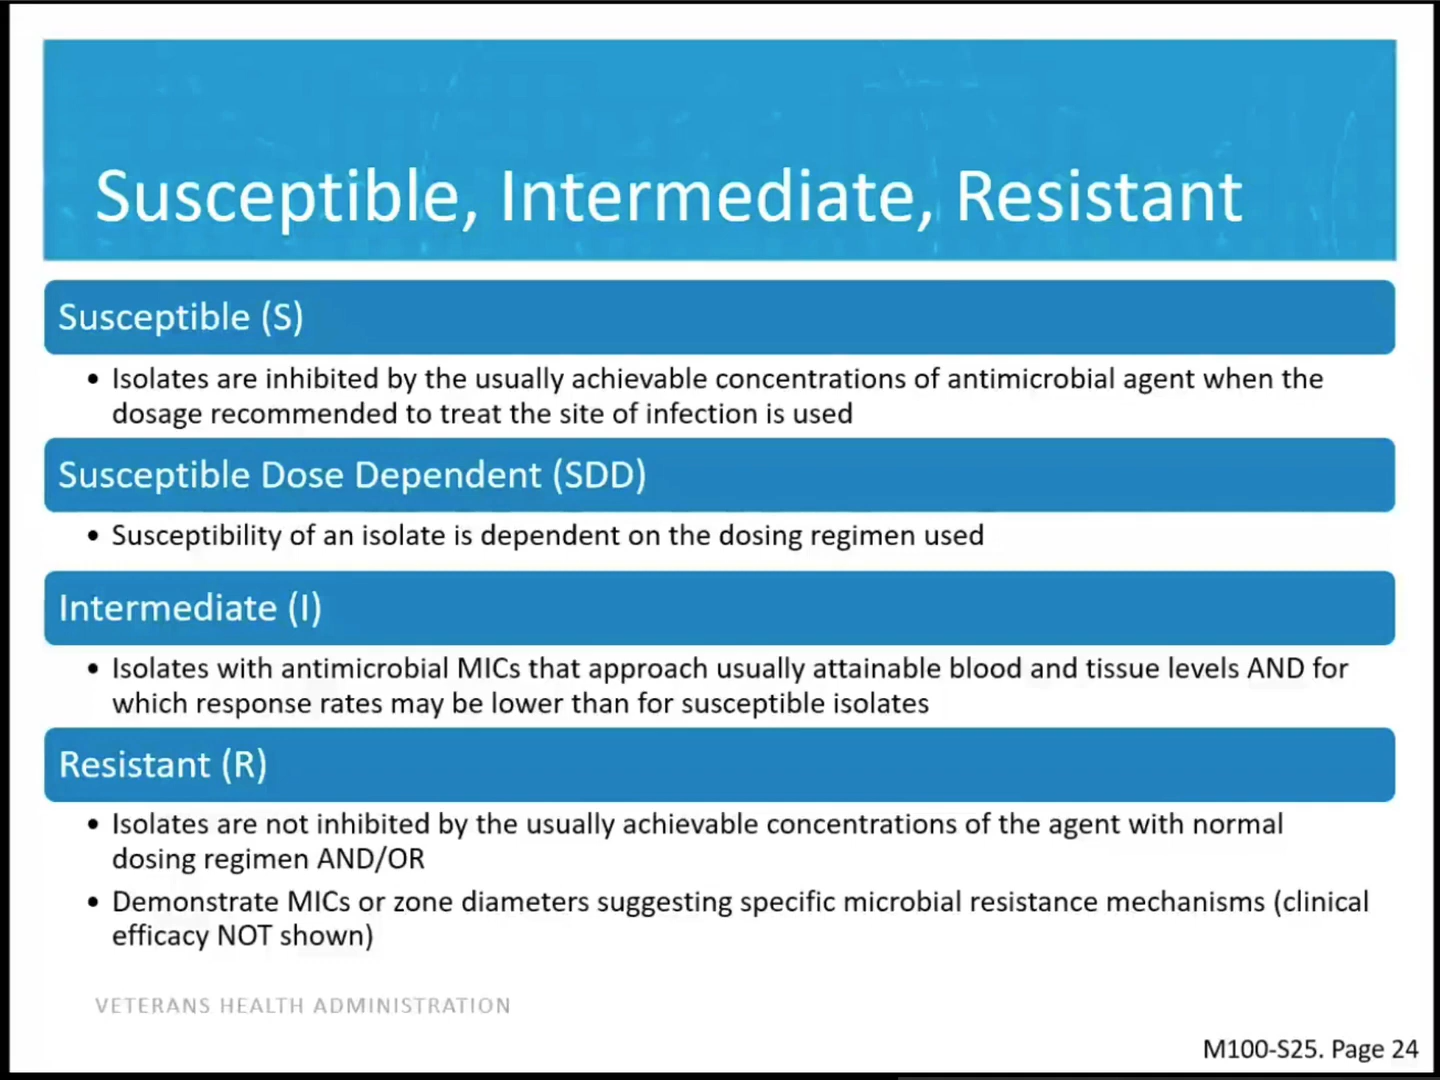 Susceptible, Intermediate, Resistant
Susceptible (S)
• Isolates are inhibited by the usually achievable concentrations of antimicrobial agent when the
dosage recommended to treat the site of infection is used
Susceptible Dose Dependent (SDD)
• Susceptibility of an isolate is dependent on the dosing regimen used
Intermediate (I)
• Isolates with antimicrobial MICs that approach usually attainable blood and tissue levels AND for
which response rates may be lower than for susceptible isolates
Resistant (R)
• Isolates are not inhibited by the usually achievable concentrations of the agent with normal
dosing regimen AND/OR
• Demonstrate MICs or zone diameters suggesting specific microbial resistance mechanisms (clinical
efficacy NOT shown)
VETERANS HEALTH ADMINISTRATION
M100-S25. Page 24